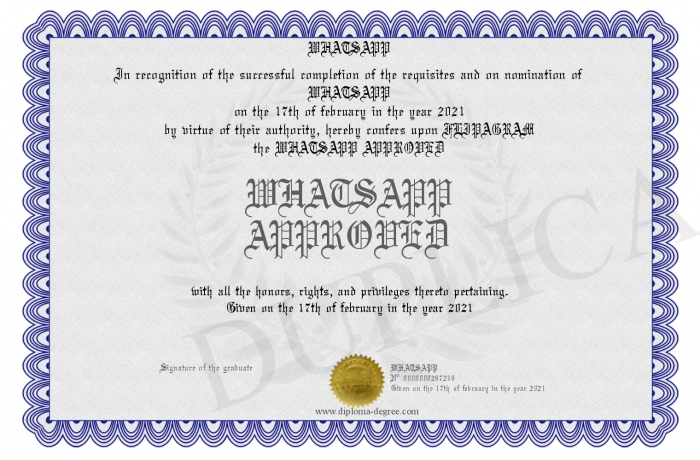 WHATSAPP
In recognition of the successful completion of the requisites and on nomination of
WHATSAPP
on the 17th of february in the year 2021
by virtue of their authority, hereby confers upon FLIPAGRAM
the WHATSAPP APPROVED
WHATSAPP
APPROVED
with all the honors, rights, and privileges thereto pertaining.
Given on the 17th of february in the year 2021
Signature of the graduate
WHATSAPP
N° 0000000287239
Given on the 17th of february in the year 2021
www.diploma-degree.com
DUPLICA